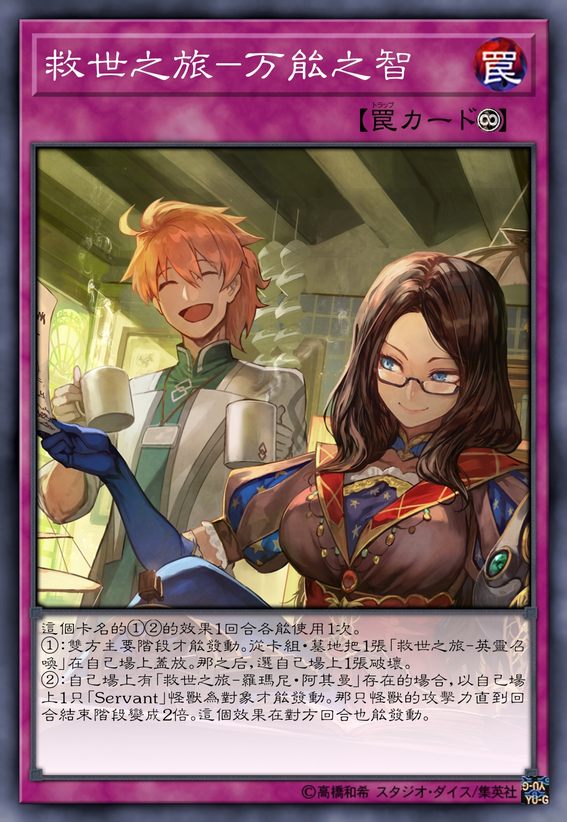 救世之旅-万能之智
罠
トラップ
【罠カード♾】
這個卡名的①②的效果1回合各能使用1次。
①:雙方主要階段才能發動。從卡組·墓地把1張「救世之旅-英靈召
喚」在自己場上蓋放。那之后,選自己場上1張破壞。
②:自己場上有「救世之旅-羅瑪尼·阿其曼」存在的場合,以自己場
上1只「Servant」怪獸為對象才能發動。那只怪獸的攻擊力直到回
合結束階段變成2倍。這個效果在對方回合也能發動。
©高橋和希 スタジオ・ダイス/集英社
YU-G